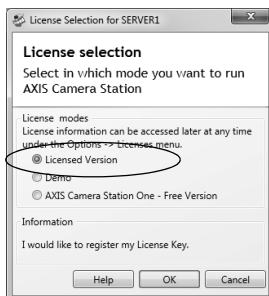 License Selection for SERVER1
x
License selection
Select in which mode you want to run
AXIS Camera Station
License modes
License information can be accessed later at any time
under the Options -> Licenses menu.
Licensed Version
Demo
AXIS Camera Station One - Free Version
Information
I would like to register my License Key.
Help OK Cancel